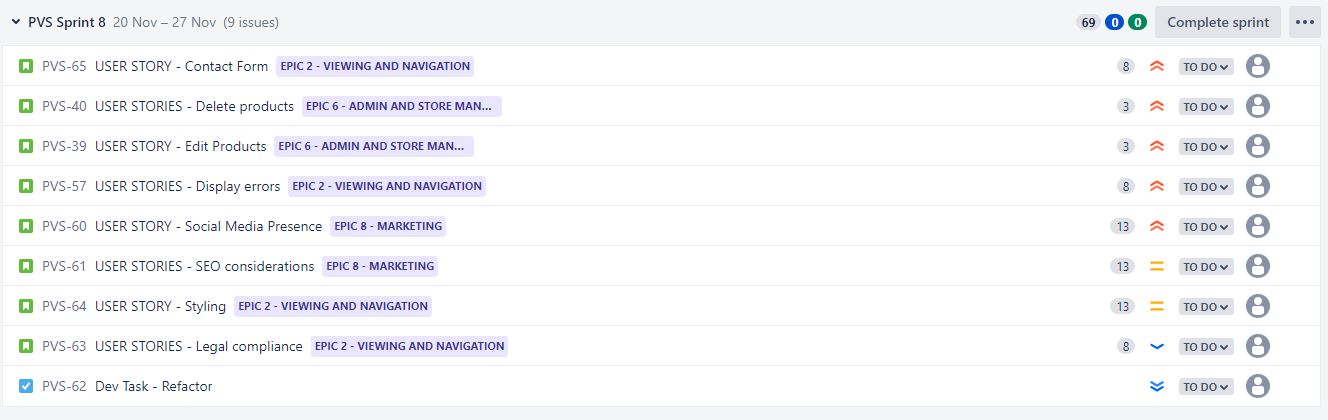 PVS Sprint 8 20 Nov – 27 Nov (9 issues) 69 0 0 Complete sprint
PVS-65 USER STORY - Contact Form EPIC 2 - VIEWING AND NAVIGATION 8 TO DO
PVS-40 USER STORIES - Delete products EPIC 6 - ADMIN AND STORE MAN... 3 TO DO
PVS-39 USER STORY - Edit Products EPIC 6 - ADMIN AND STORE MAN... 3 TO DO
PVS-57 USER STORIES - Display errors EPIC 2 - VIEWING AND NAVIGATION 8 TO DO
PVS-60 USER STORY - Social Media Presence EPIC 8 - MARKETING 13 TO DO
PVS-61 USER STORIES - SEO considerations EPIC 8 - MARKETING 13 TO DO
PVS-64 USER STORY - Styling EPIC 2 - VIEWING AND NAVIGATION 13 TO DO
PVS-63 USER STORIES - Legal compliance EPIC 2 - VIEWING AND NAVIGATION 8 TO DO
PVS-62 Dev Task - Refactor TO DO